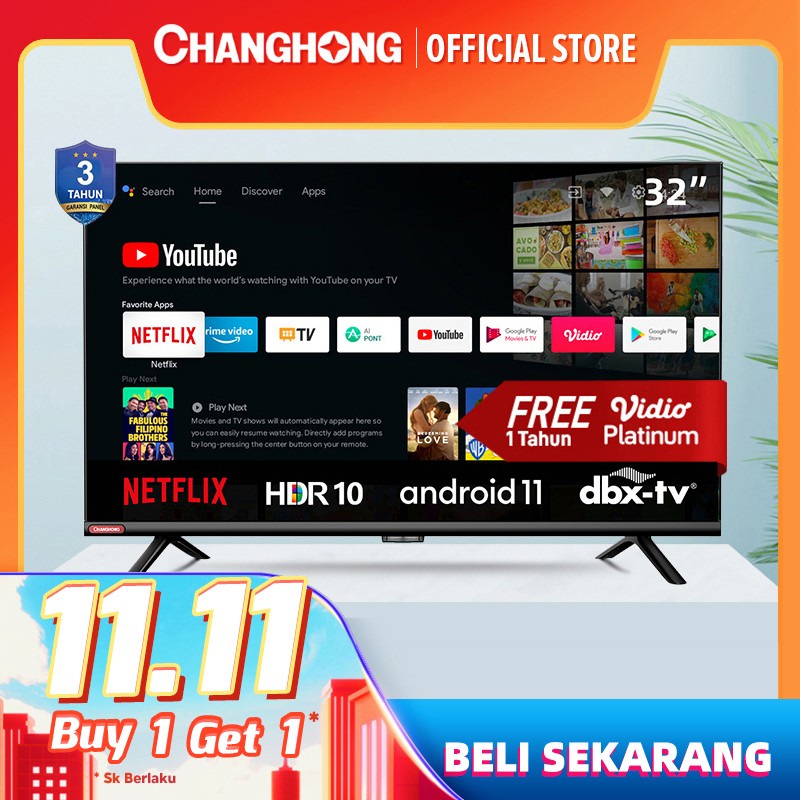 CHANGHONG | OFFICIAL STORE
3
TAHUN
GARANSI PANEL
Search Home Discover Apps
32”
YouTube
Experience what the world's watching with YouTube on your TV
Favorite Apps
NETFLIX
prime video
TV
AI PONT
YouTube
Google Play Movies & TV
Vidio
Google Play Store
Netflix
Play Next
THE FABULOUS FILIPINO BROTHERS
Play Next
Movies and TV shows will automatically appear here so
you can easily resume watching. Directly add programs
by long-pressing the center button on your remote.
REDEEMING
LOVE
AVO
CADO
FREE Vidio
1 Tahun Platinum
NETFLIX HDR 10 android 11 dbx-tv®
CHANGHONG
11.11
Buy 1 Get 1*
* Sk Berlaku
BELI SEKARANG